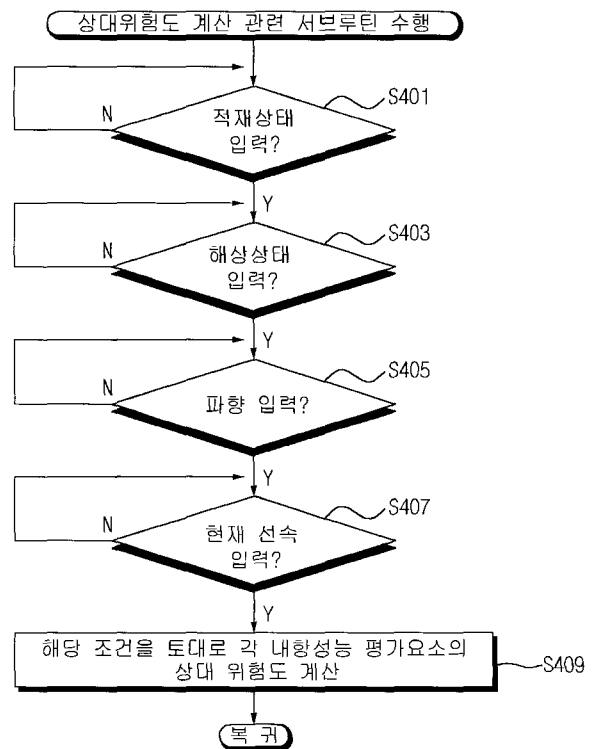 상대위험도 계산 관련 서브루틴 수행
S401
N
적재상태
입력?
Y
S403
N
해상상태
입력?
Y
S405
N
파향 입력?
Y
S407
N
현재 선속
입력?
Y
해당 조건을 토대로 각 내항성능 평가요소의
상대 위험도 계산
S409
복 귀